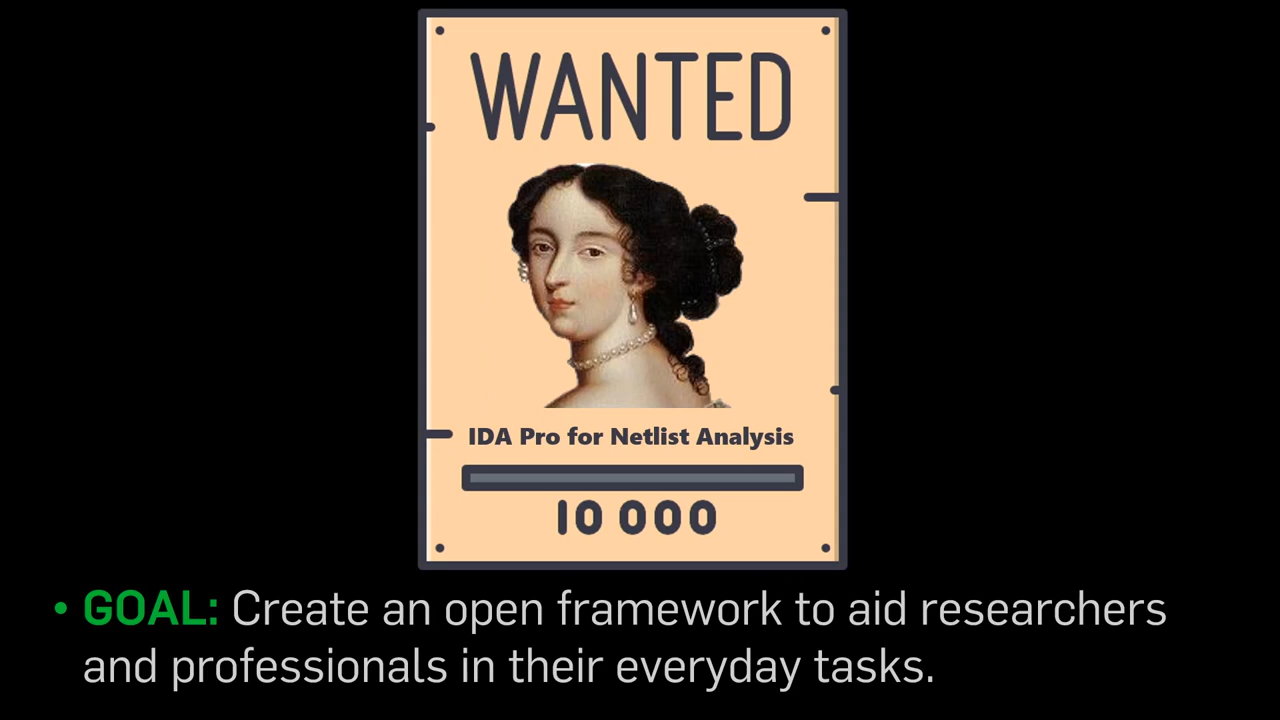 WANTED
IDA Pro for Netlist Analysis
10 000
• GOAL: Create an open framework to aid researchers
and professionals in their everyday tasks.